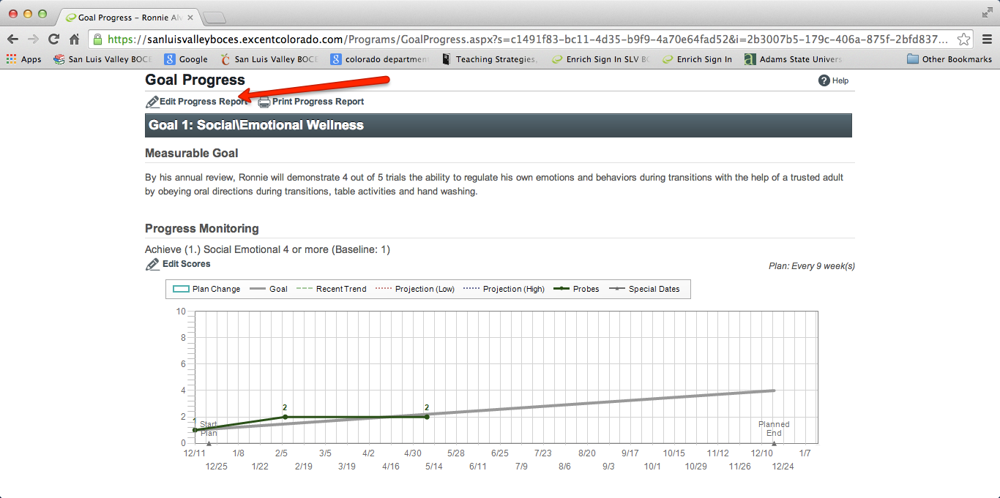 Goal Progress – Ronnie Alv
https://sanluisvalleyboces.excentcolorado.com/Programs/GoalProgress.aspx?s=c1491f83-bc11-4d35-b9f9-4a70e64fad52&i=2b3007b5-179c-406a-875f-2bfd837...
Apps San Luis Valley BOCE Google San Luis Valley BOCE colorado department Teaching Strategies, Enrich Sign In SLV BO Enrich Sign In Adams State Univers Other Bookmarks
Goal Progress
Help
Edit Progress Report Print Progress Report
Goal 1: Social\Emotional Wellness
Measurable Goal
By his annual review, Ronnie will demonstrate 4 out of 5 trials the ability to regulate his own emotions and behaviors during transitions with the help of a trusted adult
by obeying oral directions during transitions, table activities and hand washing.
Progress Monitoring
Achieve (1.) Social Emotional 4 or more (Baseline: 1)
Edit Scores
Plan: Every 9 week(s)
Plan Change Goal Recent Trend Projection (Low) Projection (High) Probes Special Dates
10
8
6
4
2
0
2 2
Start
Plan
Planned
End
12/11 1/8 2/5 3/5 4/2 4/30 5/28 6/25 7/23 8/20 9/17 10/15 11/12 12/10 1/7
12/25 1/22 2/19 3/19 4/16 5/14 6/11 7/9 8/6 9/3 10/1 10/29 11/26 12/24